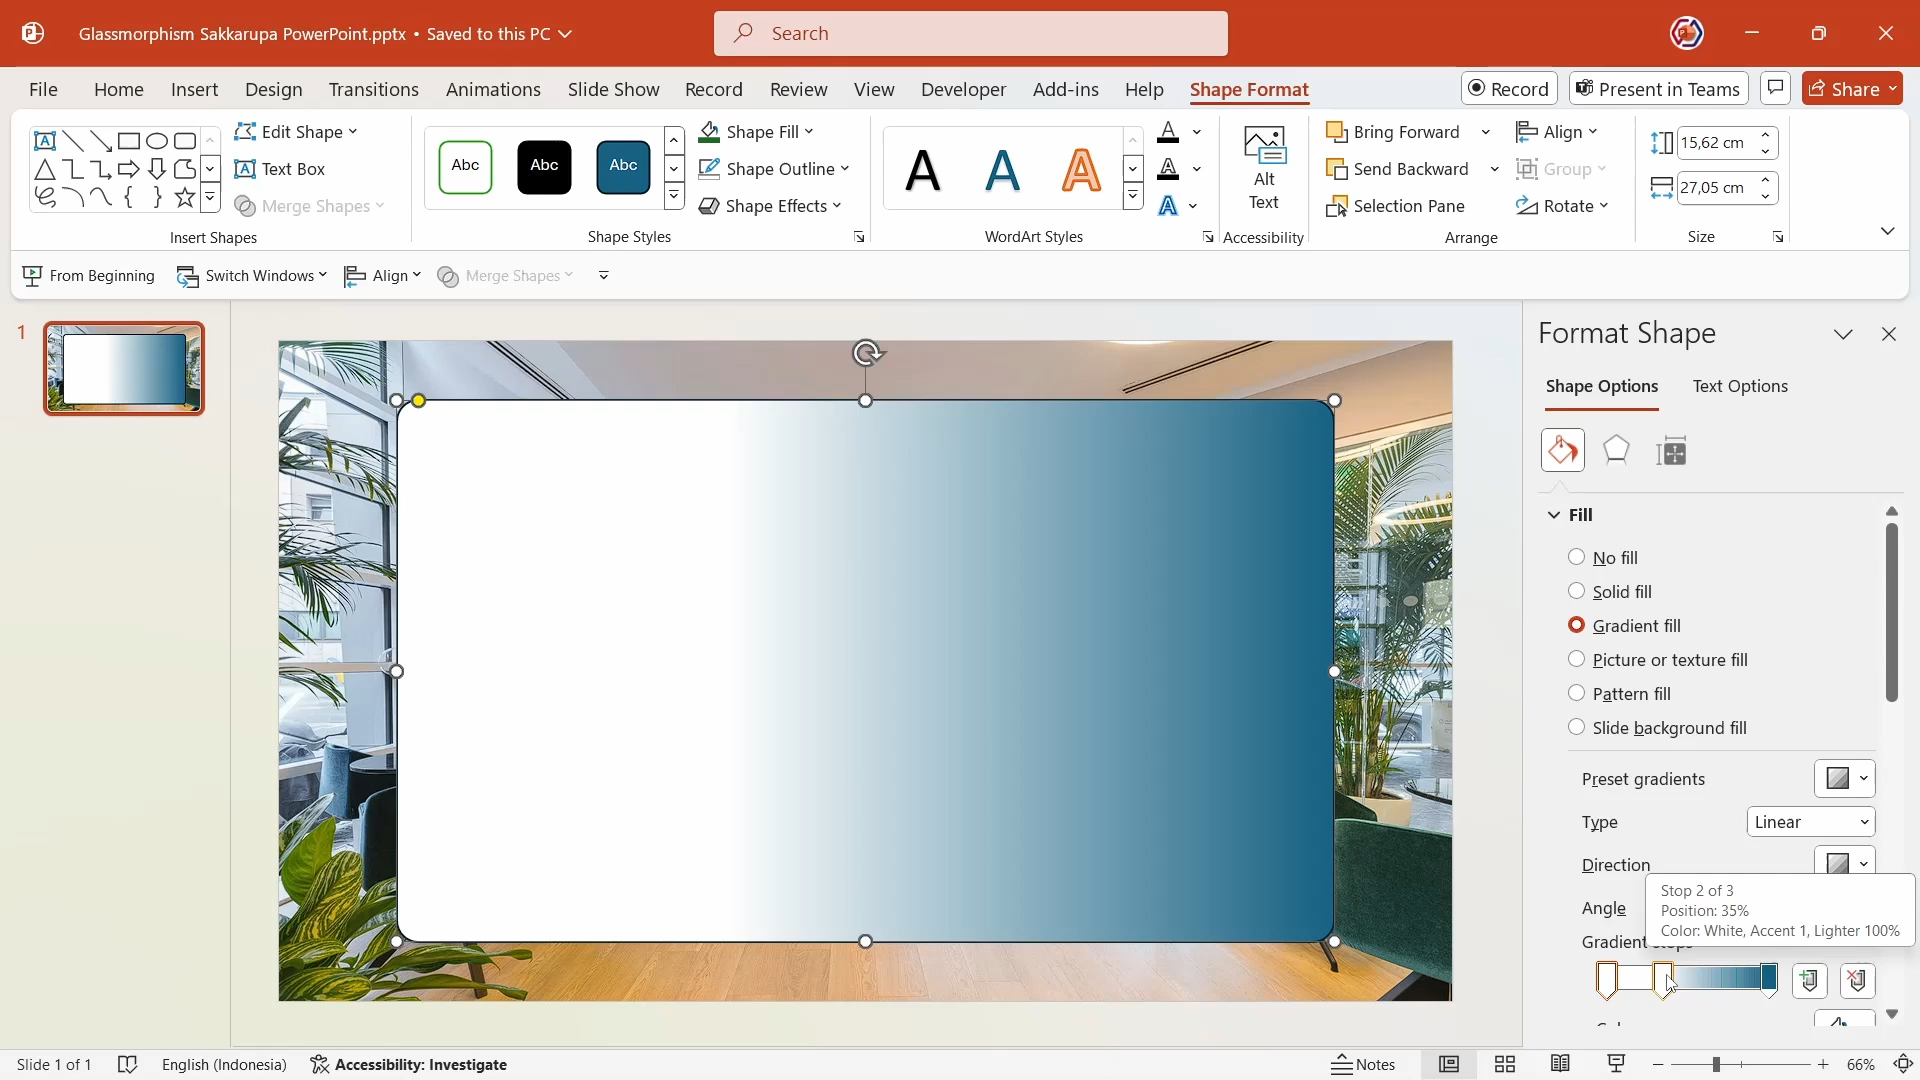 Glassmorphism Sakkarupa PowerPoint.pptx • Saved to this PC
Search
File Home Insert Design Transitions Animations Slide Show Record Review View Developer Add-ins Help Shape Format
Record Present in Teams Share
Edit Shape
Text Box
Merge Shapes
Insert Shapes
Abc Abc Abc
Shape Fill
Shape Outline
Shape Effects
Shape Styles
A A A
WordArt Styles
Alt
Text
Accessibility
Bring Forward Align
Send Backward Group
Selection Pane Rotate
Arrange
15,62 cm
27,05 cm
Size
From Beginning Switch Windows Align Merge Shapes
1
Format Shape
Shape Options Text Options
Fill
No fill
Solid fill
Gradient fill
Picture or texture fill
Pattern fill
Slide background fill
Preset gradients
Type Linear
Direction
Angle
Stop 2 of 3
Position: 35%
Color: White, Accent 1, Lighter 100%
Gradient stops
Slide 1 of 1 English (Indonesia) Accessibility: Investigate Notes 66%